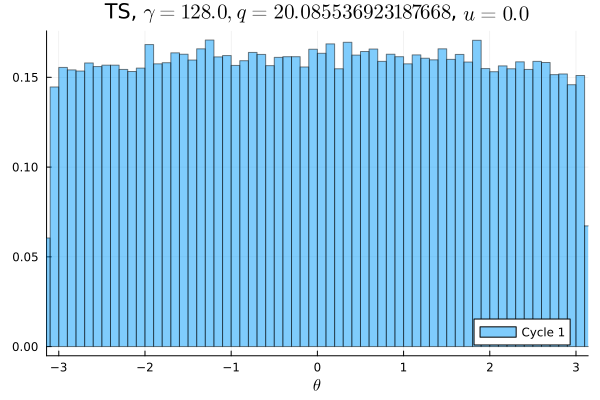 TS, γ = 128.0, q = 20.085536923187668, u = 0.0
0.15
0.10
0.05
0.00
−3 −2 −1 0 1 2 3
θ
Cycle 1